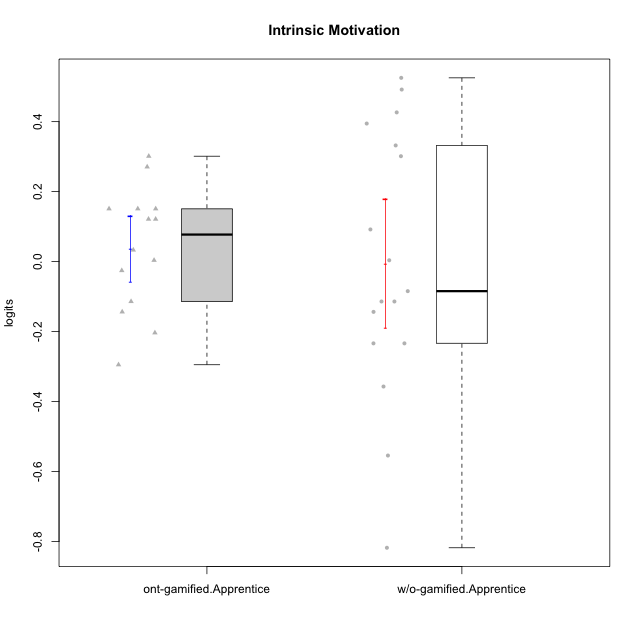 Intrinsic Motivation
logits
0.4
0.2
0.0
-0.2
-0.4
-0.6
-0.8
ont-gamified.Apprentice
w/o-gamified.Apprentice